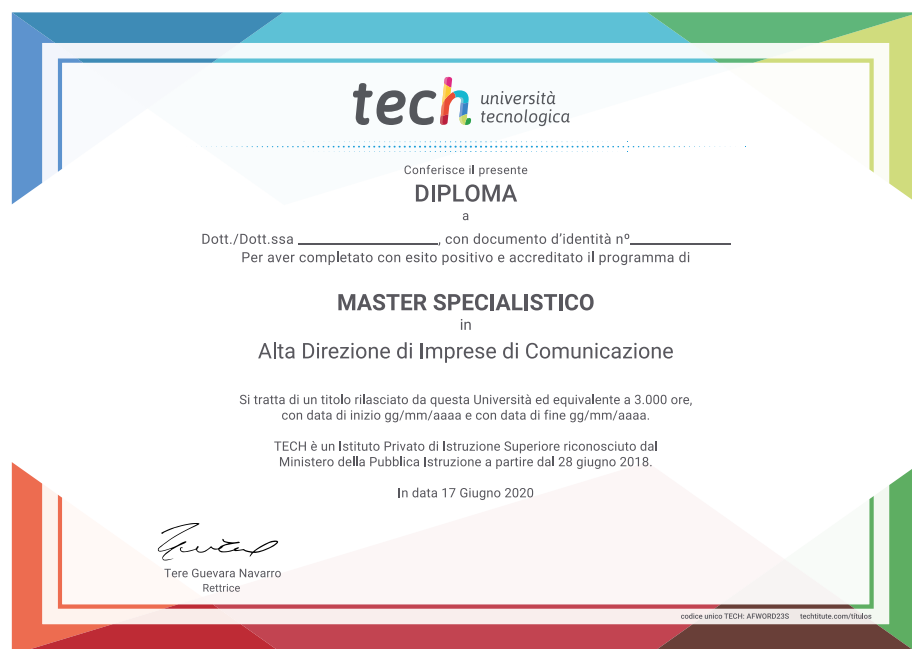 tech università
tecnologica
Conferisce il presente
DIPLOMA
a
Dott./Dott.ssa ________________, con documento d'identità nº____________
Per aver completato con esito positivo e accreditato il programma di
MASTER SPECIALISTICO
in
Alta Direzione di Imprese di Comunicazione
Si tratta di un titolo rilasciato da questa Università ed equivalente a 3.000 ore,
con data di inizio gg/mm/aaaa e con data di fine gg/mm/aaaa.
TECH è un Istituto Privato di Istruzione Superiore riconosciuto dal
Ministero della Pubblica Istruzione a partire dal 28 giugno 2018.
In data 17 Giugno 2020
Tere Guevara Navarro
Rettrice
codice unico TECH: AFWORD23S techtitute.com/títulos